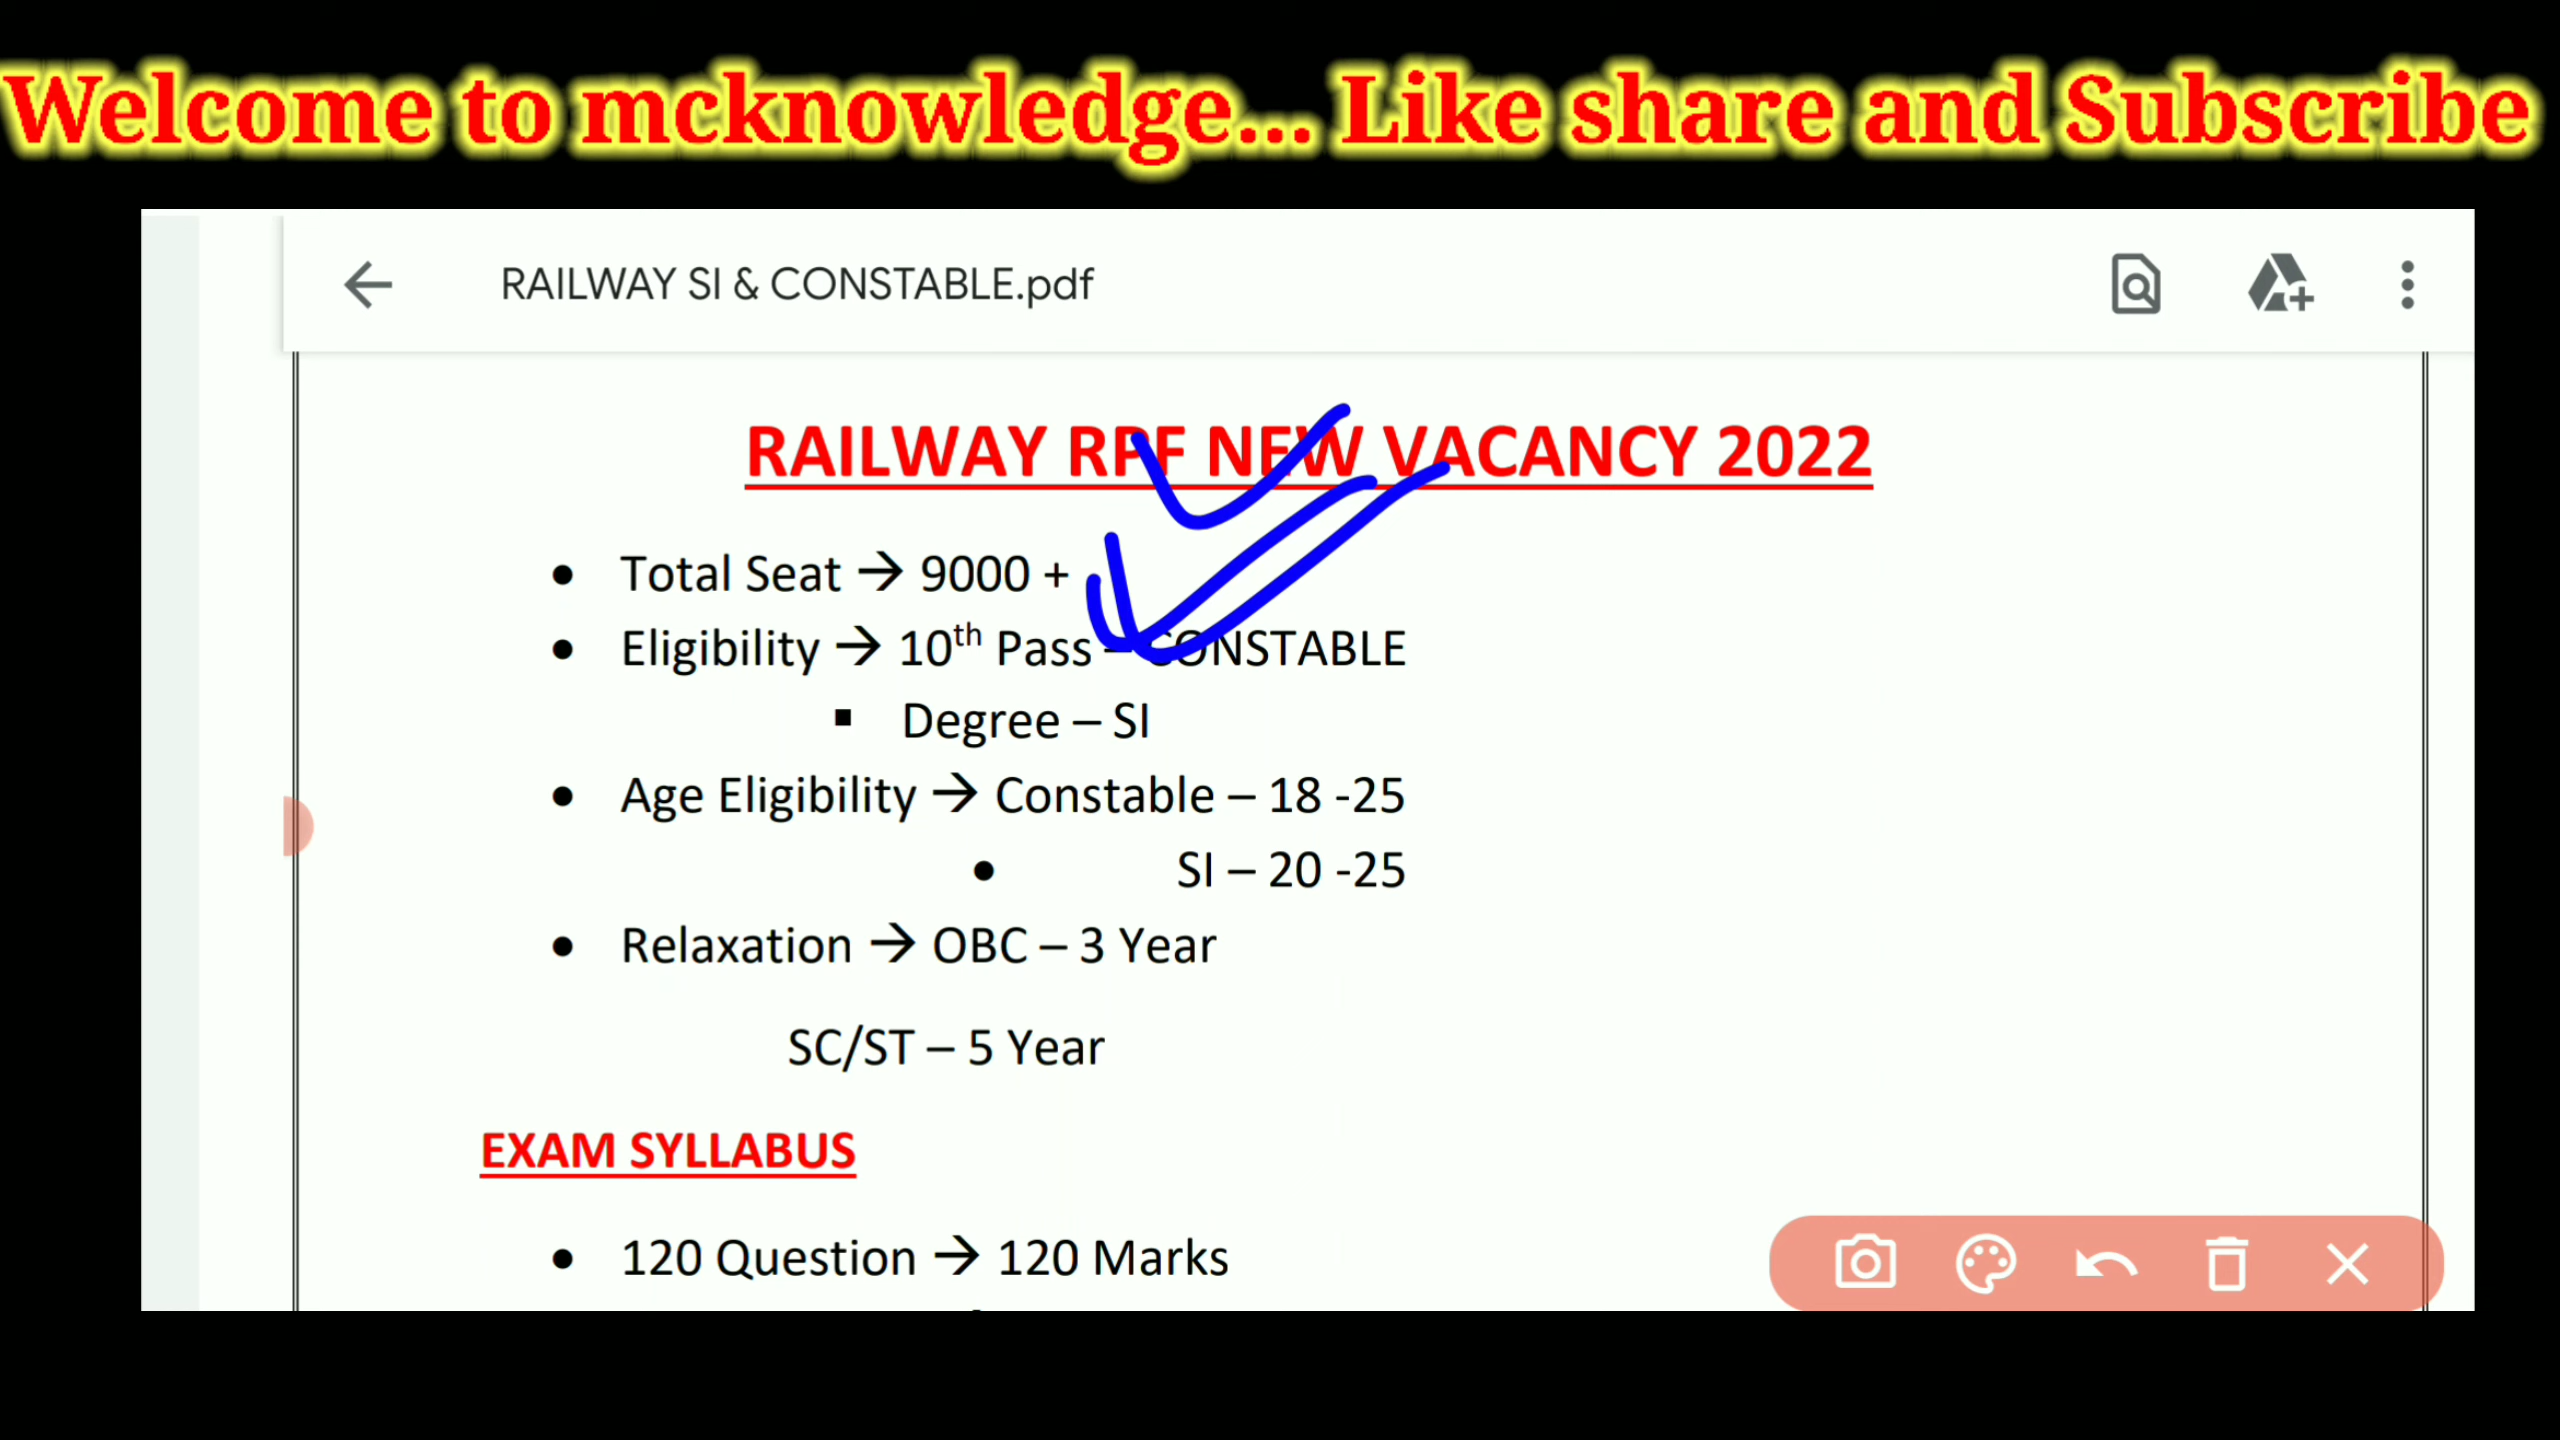 Welcome to mcknowledge... Like share and Subscribe
RAILWAY SI & CONSTABLE.pdf
RAILWAY RPF NEW VACANCY 2022
• Total Seat → 9000 +
• Eligibility → 10th Pass – CONSTABLE
▪ Degree – SI
• Age Eligibility → Constable – 18 -25
• SI – 20 -25
• Relaxation → OBC – 3 Year
SC/ST – 5 Year
EXAM SYLLABUS
• 120 Question → 120 Marks